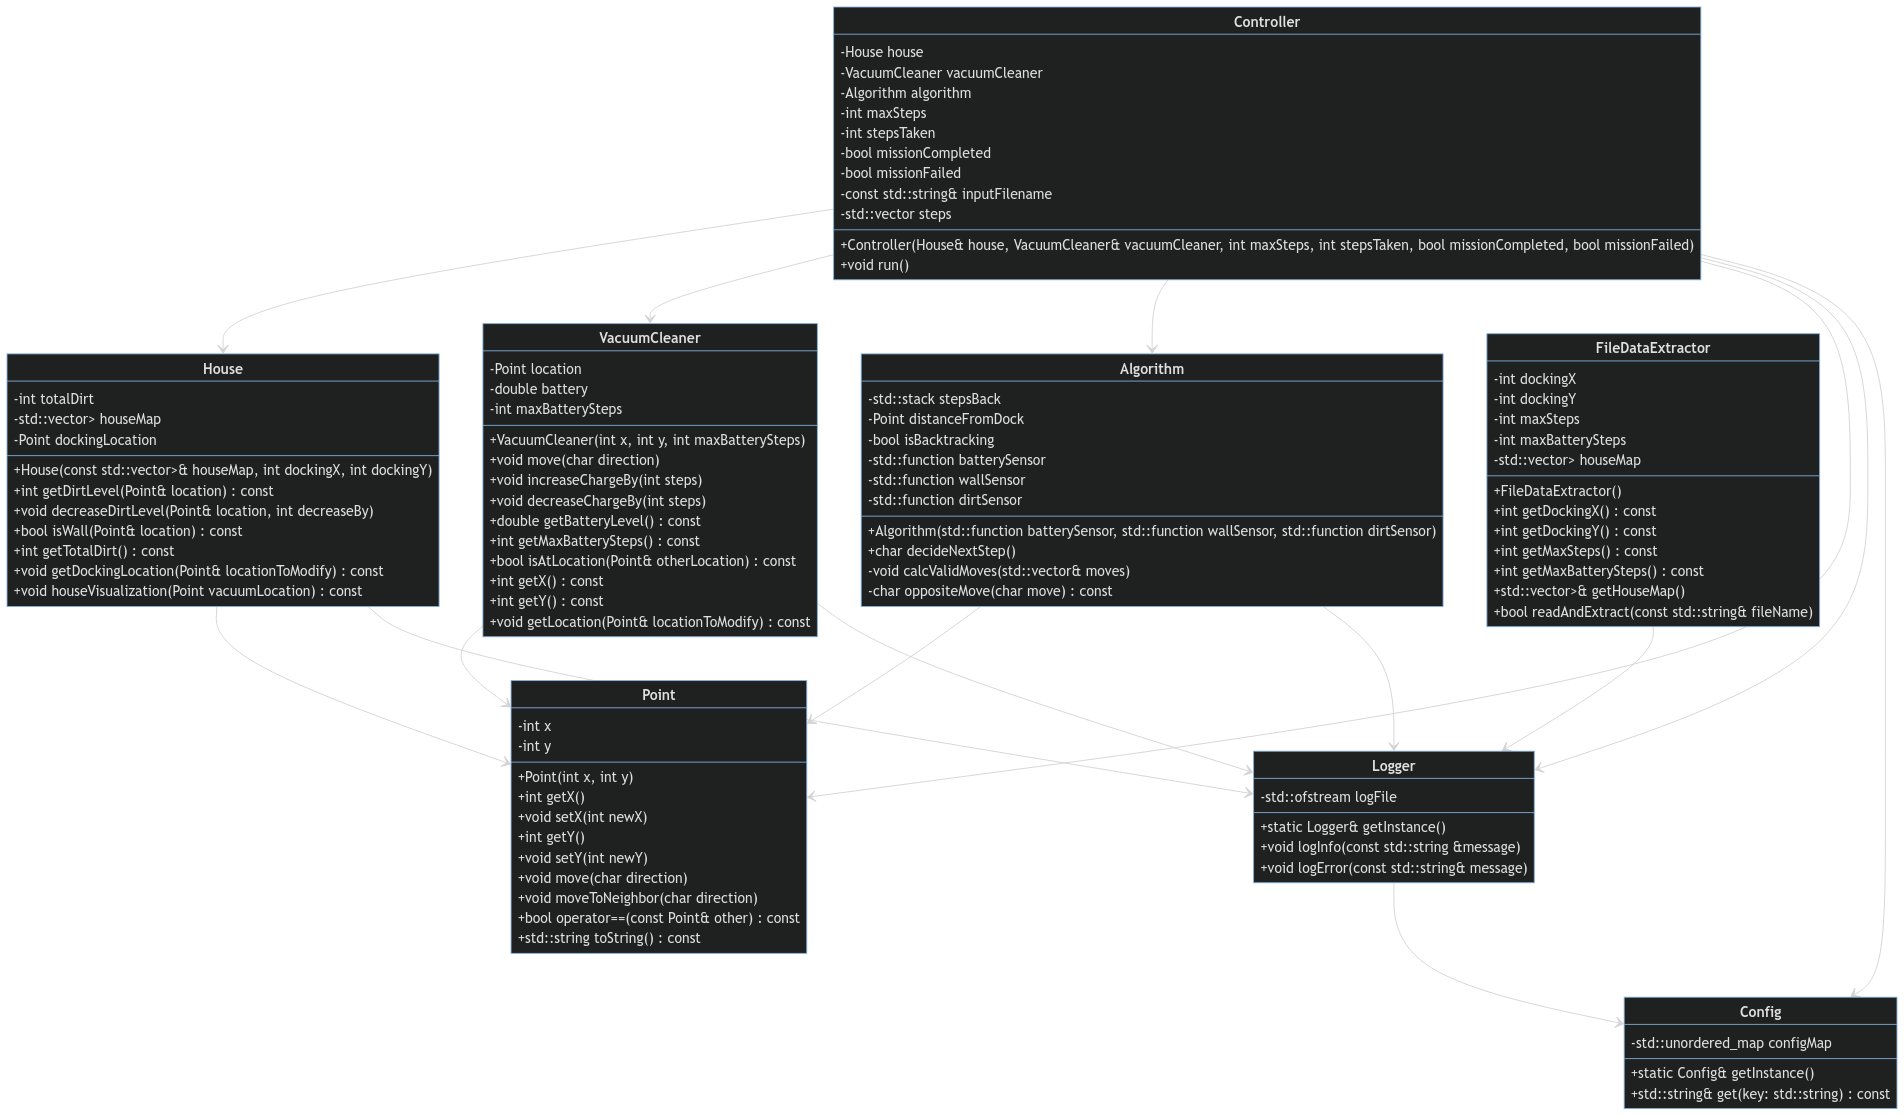 Controller
-House house
-VacuumCleaner vacuumCleaner
-Algorithm algorithm
-int maxSteps
-int stepsTaken
-bool missionCompleted
-bool missionFailed
-const std::string& inputFilename
-std::vector steps
+Controller(House& house, VacuumCleaner& vacuumCleaner, int maxSteps, int stepsTaken, bool missionCompleted, bool missionFailed)
+void run()
House
-int totalDirt
-std::vector> houseMap
-Point dockingLocation
+House(const std::vector>& houseMap, int dockingX, int dockingY)
+int getDirtLevel(Point& location) : const
+void decreaseDirtLevel(Point& location, int decreaseBy)
+bool isWall(Point& location) : const
+int getTotalDirt() : const
+void getDockingLocation(Point& locationToModify) : const
+void houseVisualization(Point vacuumLocation) : const
VacuumCleaner
-Point location
-double battery
-int maxBatterySteps
+VacuumCleaner(int x, int y, int maxBatterySteps)
+void move(char direction)
+void increaseChargeBy(int steps)
+void decreaseChargeBy(int steps)
+double getBatteryLevel() : const
+int getMaxBatterySteps() : const
+bool isAtLocation(Point& otherLocation) : const
+int getX() : const
+int getY() : const
+void getLocation(Point& locationToModify) : const
Algorithm
-std::stack stepsBack
-Point distanceFromDock
-bool isBacktracking
-std::function batterySensor
-std::function wallSensor
-std::function dirtSensor
+Algorithm(std::function batterySensor, std::function wallSensor, std::function dirtSensor)
+char decideNextStep()
-void calcValidMoves(std::vector& moves)
-char oppositeMove(char move) : const
FileDataExtractor
-int dockingX
-int dockingY
-int maxSteps
-int maxBatterySteps
-std::vector> houseMap
+FileDataExtractor()
+int getDockingX() : const
+int getDockingY() : const
+int getMaxSteps() : const
+int getMaxBatterySteps() : const
+std::vector>& getHouseMap()
+bool readAndExtract(const std::string& fileName)
Point
-int x
-int y
+Point(int x, int y)
+int getX()
+void setX(int newX)
+int getY()
+void setY(int newY)
+void move(char direction)
+void moveToNeighbor(char direction)
+bool operator==(const Point& other) : const
+std::string toString() : const
Logger
-std::ofstream logFile
+static Logger& getInstance()
+void logInfo(const std::string &message)
+void logError(const std::string& message)
Config
-std::unordered_map configMap
+static Config& getInstance()
+std::string& get(key: std::string) : const